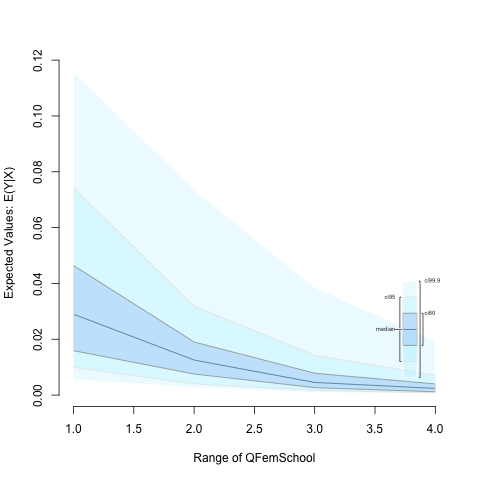 0.12
0.10
0.08
0.06
0.04
0.02
0.00
Expected Values: E(Y|X)
ci99.9
ci95
ci80
median
1.0 1.5 2.0 2.5 3.0 3.5 4.0
Range of QFemSchool